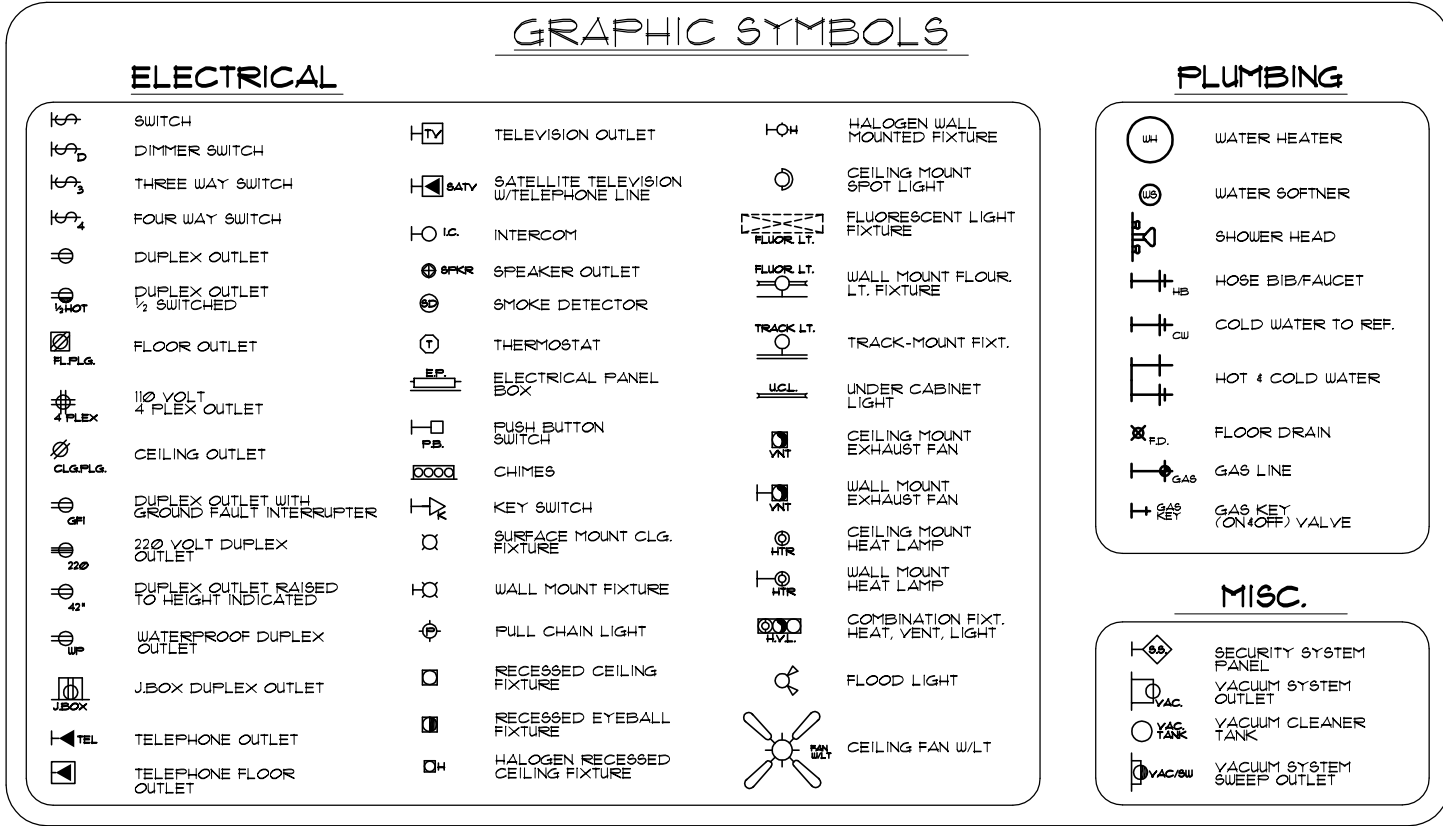 GRAPHIC SYMBOLS
ELECTRICAL
SWITCH
D DIMMER SWITCH
3 THREE WAY SWITCH
4 FOUR WAY SWITCH
DUPLEX OUTLET
DUPLEX OUTLET
½ SWITCHED
½HOT
FLOOR OUTLET
FL.PLG.
110 VOLT
4 PLEX OUTLET
4 PLEX
CEILING OUTLET
CLG.PLG.
DUPLEX OUTLET WITH
GROUND FAULT INTERRUPTER
GFI
220 VOLT DUPLEX
OUTLET
220
DUPLEX OUTLET RAISED
TO HEIGHT INDICATED
42"
WATERPROOF DUPLEX
OUTLET
WP
J.BOX DUPLEX OUTLET
J.BOX
TEL TELEPHONE OUTLET
TELEPHONE FLOOR
OUTLET
TV TELEVISION OUTLET
SATV SATELLITE TELEVISION
W/TELEPHONE LINE
I.C. INTERCOM
SPKR SPEAKER OUTLET
SD SMOKE DETECTOR
T THERMOSTAT
E.P.
ELECTRICAL PANEL
BOX
PUSH BUTTON
SWITCH
P.B.
CHIMES
K KEY SWITCH
SURFACE MOUNT CLG.
FIXTURE
WALL MOUNT FIXTURE
P PULL CHAIN LIGHT
RECESSED CEILING
FIXTURE
RECESSED EYEBALL
FIXTURE
H HALOGEN RECESSED
CEILING FIXTURE
H HALOGEN WALL
MOUNTED FIXTURE
CEILING MOUNT
SPOT LIGHT
FLUORESCENT LIGHT
FIXTURE
FLUOR. LT.
FLUOR. LT.
WALL MOUNT FLOUR.
LT. FIXTURE
TRACK LT.
TRACK-MOUNT FIXT.
U.C.L. UNDER CABINET
LIGHT
CEILING MOUNT
EXHAUST FAN
VNT
WALL MOUNT
EXHAUST FAN
VNT
CEILING MOUNT
HEAT LAMP
HTR
WALL MOUNT
HEAT LAMP
HTR
COMBINATION FIXT.
HEAT, VENT, LIGHT
H.V.L.
FLOOD LIGHT
FAN
W/LT
CEILING FAN W/LT
PLUMBING
WH WATER HEATER
WS WATER SOFTNER
SHOWER HEAD
HB HOSE BIB/FAUCET
CW COLD WATER TO REF.
HOT & COLD WATER
F.D. FLOOR DRAIN
GAS GAS LINE
GAS
KEY
GAS KEY
(ON&OFF) VALVE
MISC.
S.S. SECURITY SYSTEM
PANEL
VACUUM SYSTEM
OUTLET
VAC.
VAC.
TANK
VACUUM CLEANER
TANK
VAC/SW VACUUM SYSTEM
SWEEP OUTLET